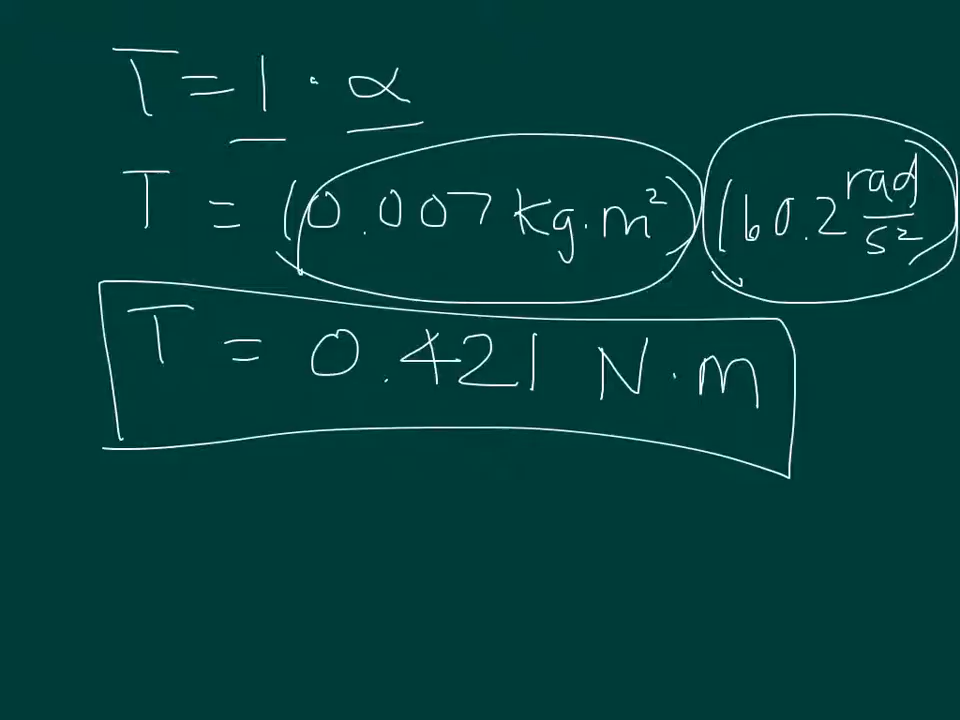 T = I · α
T = (0.007 kg·m²) (60.2 rad/s²)
T = 0.421 N·m